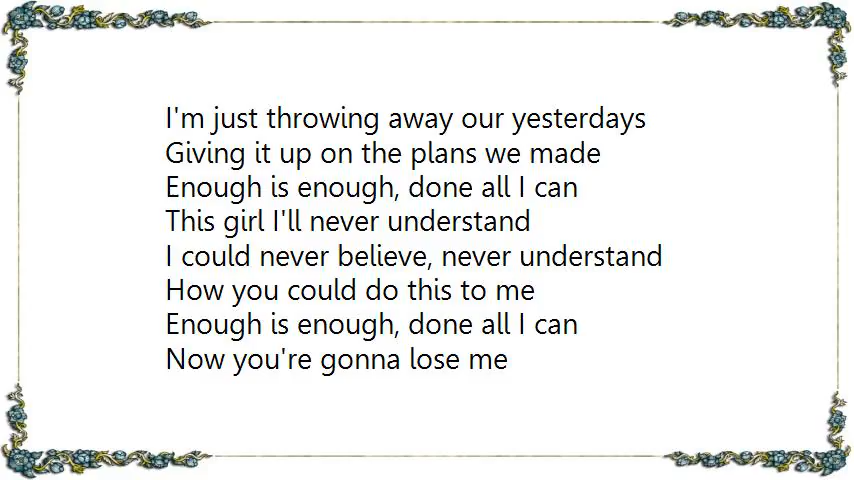 I'm just throwing away our yesterdays
Giving it up on the plans we made
Enough is enough, done all I can
This girl I'll never understand
I could never believe, never understand
How you could do this to me
Enough is enough, done all I can
Now you're gonna lose me